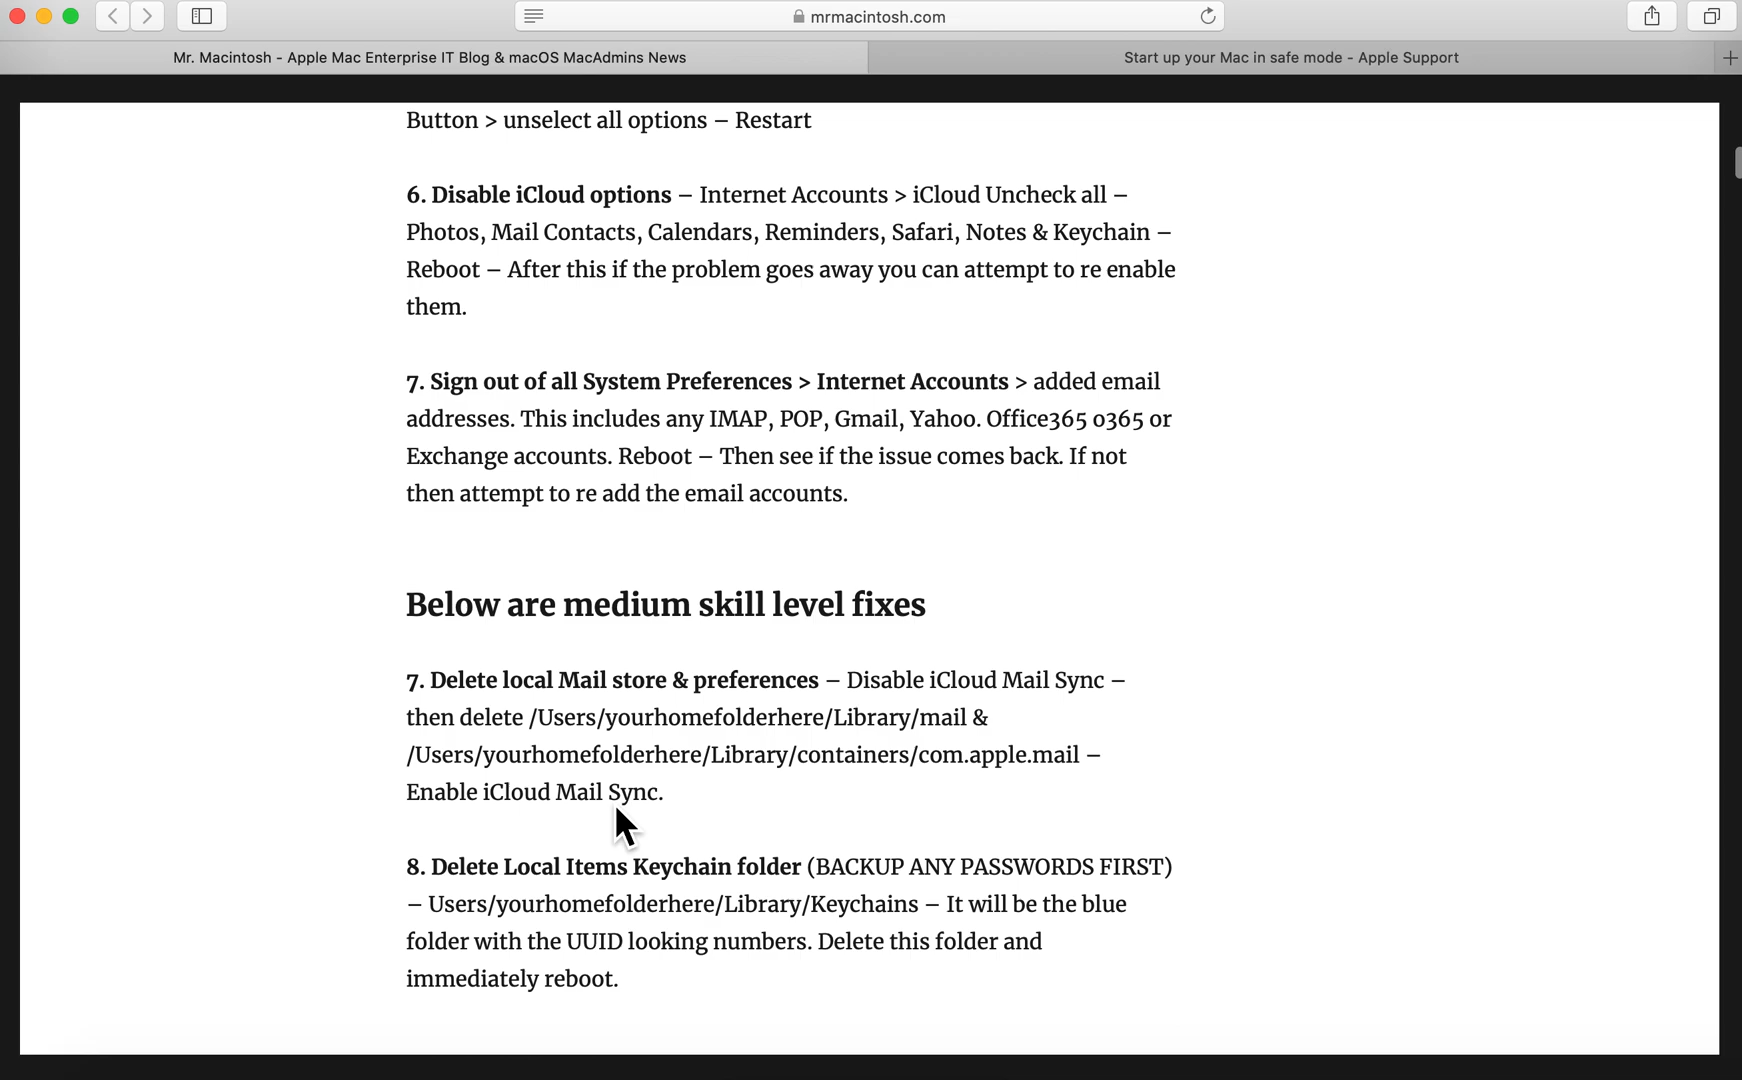 mrmacintosh.com
Mr. Macintosh - Apple Mac Enterprise IT Blog & macOS MacAdmins News
Start up your Mac in safe mode - Apple Support
Button > unselect all options – Restart
6. Disable iCloud options – Internet Accounts > iCloud Uncheck all –
Photos, Mail Contacts, Calendars, Reminders, Safari, Notes & Keychain –
Reboot – After this if the problem goes away you can attempt to re enable
them.
7. Sign out of all System Preferences > Internet Accounts > added email
addresses. This includes any IMAP, POP, Gmail, Yahoo. Office365 o365 or
Exchange accounts. Reboot – Then see if the issue comes back. If not
then attempt to re add the email accounts.
Below are medium skill level fixes
7. Delete local Mail store & preferences – Disable iCloud Mail Sync –
then delete /Users/yourhomefolderhere/Library/mail &
/Users/yourhomefolderhere/Library/containers/com.apple.mail –
Enable iCloud Mail Sync.
8. Delete Local Items Keychain folder (BACKUP ANY PASSWORDS FIRST)
– Users/yourhomefolderhere/Library/Keychains – It will be the blue
folder with the UUID looking numbers. Delete this folder and
immediately reboot.